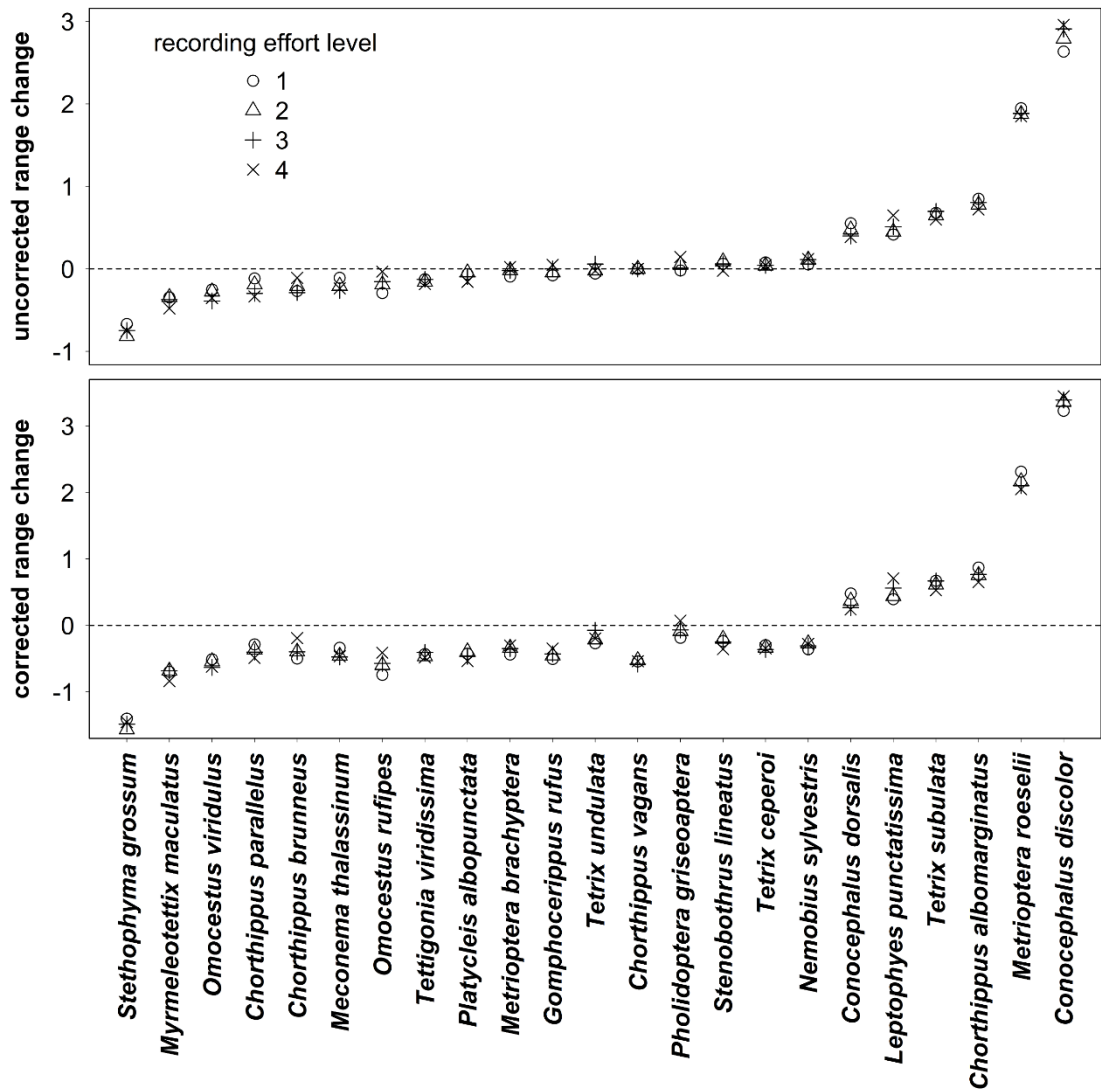 uncorrected range change
3
2
1
0
-1
recording effort level
1
2
3
4
corrected range change
3
2
1
0
-1
Stethophyma grossum
Myrmeleotettix maculatus
Omocestus viridulus
Chorthippus parallelus
Chorthippus brunneus
Meconema thalassinum
Omocestus rufipes
Tettigonia viridissima
Platycleis albopunctata
Metrioptera brachyptera
Gomphocerippus rufus
Tetrix undulata
Chorthippus vagans
Pholidoptera griseoaptera
Stenobothrus lineatus
Tetrix ceperoi
Nemobius sylvestris
Conocephalus dorsalis
Leptophyes punctatissima
Tetrix subulata
Chorthippus albomarginatus
Metrioptera roeselii
Conocephalus discolor